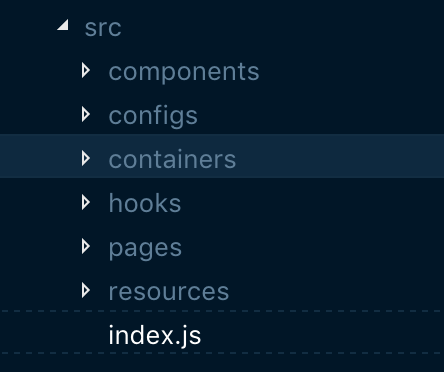 src
components
configs
containers
hooks
pages
resources
index.js